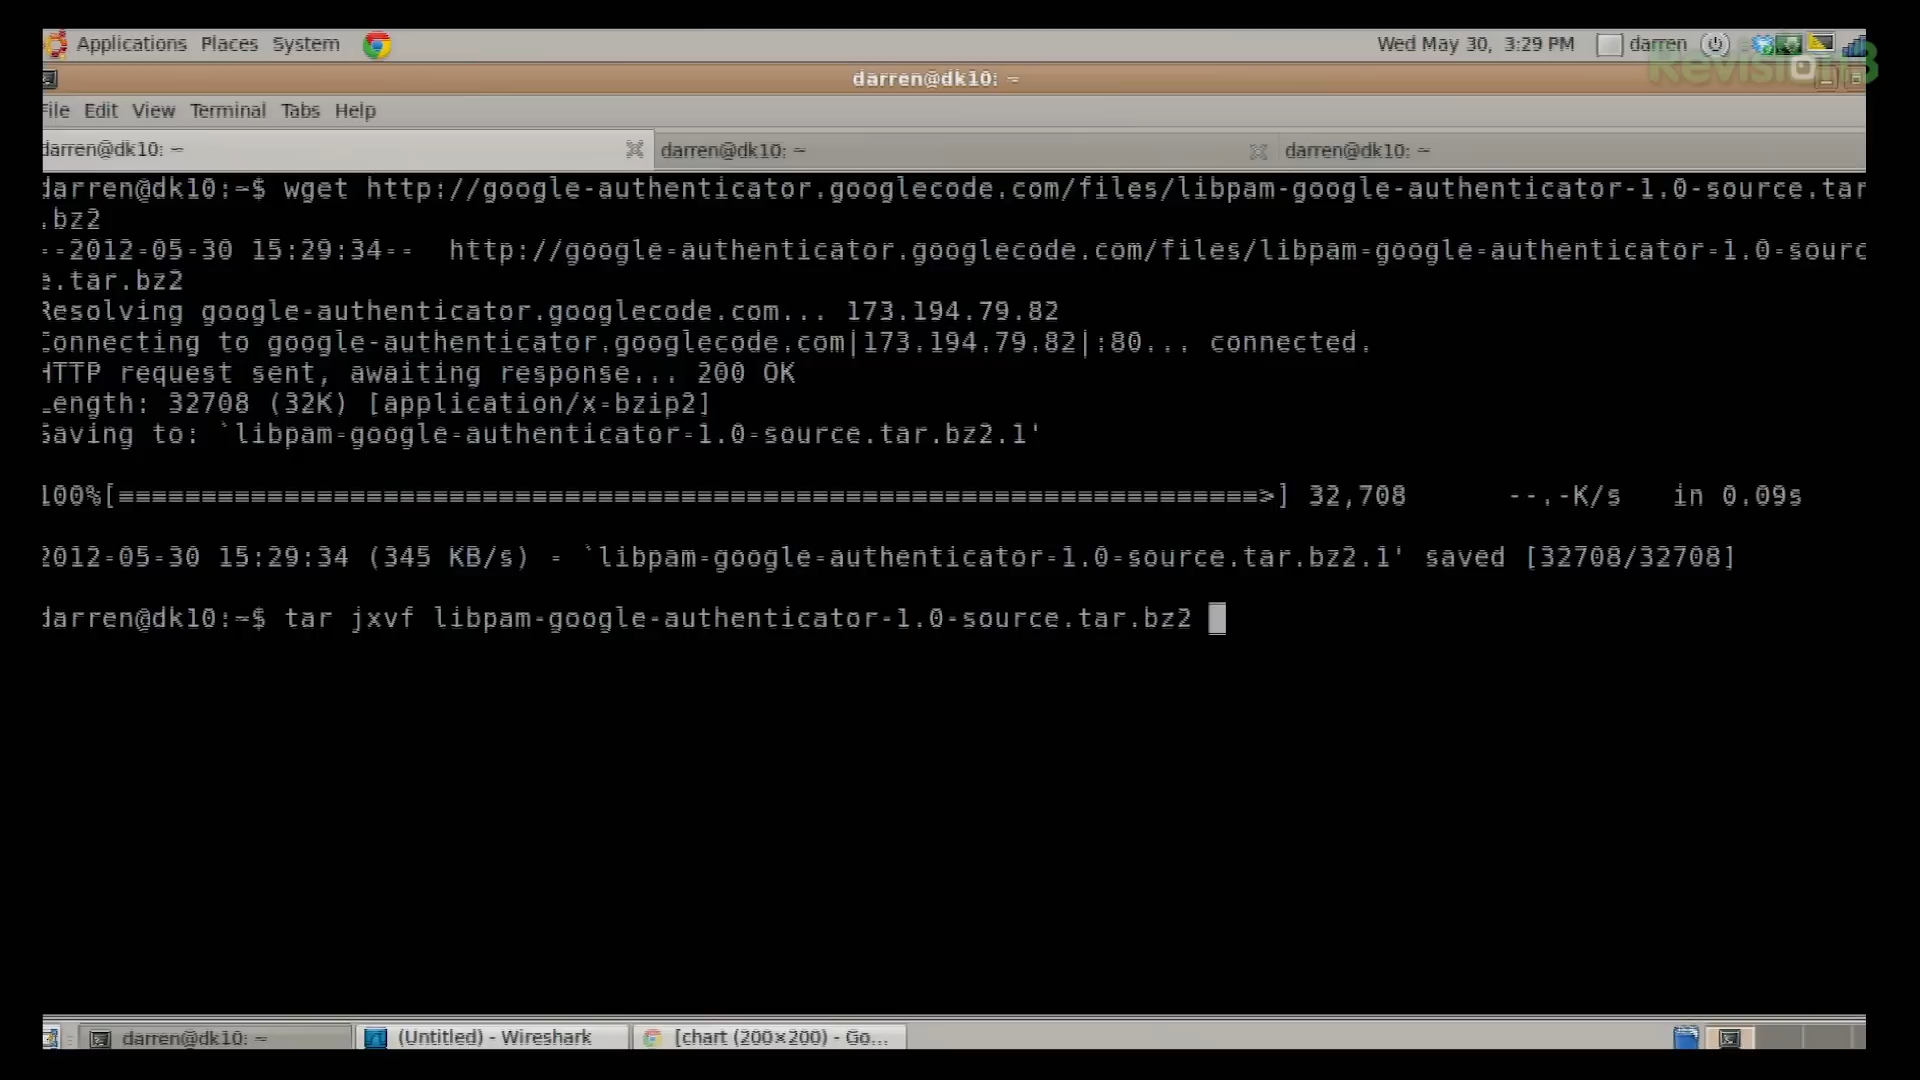 Applications Places System Wed May 30, 3:29 PM darren
Revision3
darren@dk10: ~
File Edit View Terminal Tabs Help
darren@dk10: ~ darren@dk10: ~ darren@dk10: ~
darren@dk10:~$ wget http://google-authenticator.googlecode.com/files/libpam-google-authenticator-1.0-source.tar
.bz2
--2012-05-30 15:29:34-- http://google-authenticator.googlecode.com/files/libpam-google-authenticator-1.0-sourc
e.tar.bz2
Resolving google-authenticator.googlecode.com... 173.194.79.82
Connecting to google-authenticator.googlecode.com|173.194.79.82|:80... connected.
HTTP request sent, awaiting response... 200 OK
Length: 32708 (32K) [application/x-bzip2]
Saving to: `libpam-google-authenticator-1.0-source.tar.bz2.1'
100%[=====================================================================>] 32,708 --.-K/s in 0.09s
2012-05-30 15:29:34 (345 KB/s) - `libpam-google-authenticator-1.0-source.tar.bz2.1' saved [32708/32708]
darren@dk10:~$ tar jxvf libpam-google-authenticator-1.0-source.tar.bz2
darren@dk10: ~ (Untitled) - Wireshark [chart (200×200) - Go...